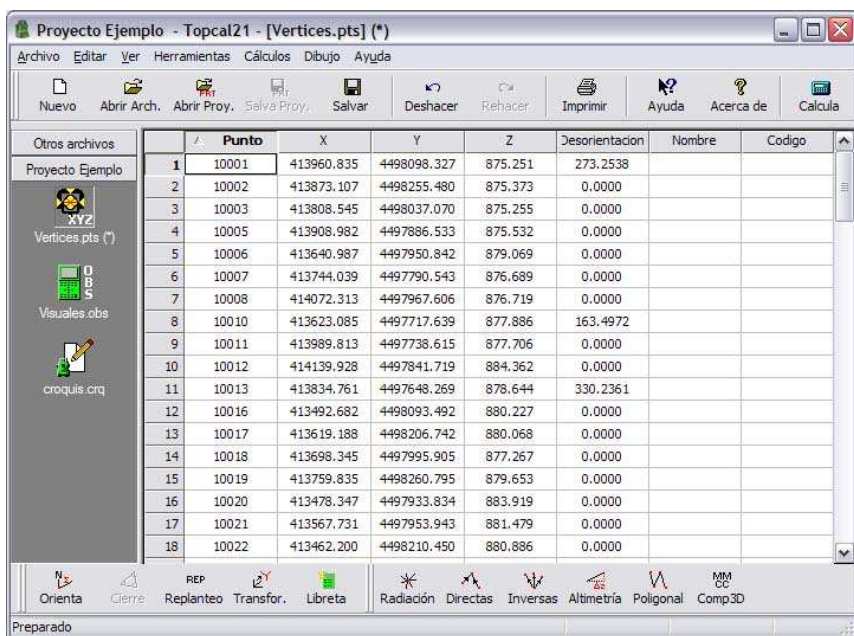 Proyecto Ejemplo - Topcal21 - [Vertices.pts] (*)
Archivo Editar Ver Herramientas Cálculos Dibujo Ayuda
Nuevo Abrir Arch. Abrir Proy. Salva Proy. Salvar Deshacer Rehacer Imprimir Ayuda Acerca de Calcula
Otros archivos
Proyecto Ejemplo
XYZ
Vertices.pts (*)
OBS
Visuales.obs
croquis.crq
Punto X Y Z Desorientacion Nombre Codigo
1 10001 413960.835 4498098.327 875.251 273.2538
2 10002 413873.107 4498255.480 875.373 0.0000
3 10003 413808.545 4498037.070 875.255 0.0000
4 10005 413908.982 4497886.533 875.532 0.0000
5 10006 413640.987 4497950.842 879.069 0.0000
6 10007 413744.039 4497790.543 876.689 0.0000
7 10008 414072.313 4497967.606 876.719 0.0000
8 10010 413623.085 4497717.639 877.886 163.4972
9 10011 413989.813 4497738.615 877.706 0.0000
10 10012 414139.928 4497841.719 884.362 0.0000
11 10013 413834.761 4497648.269 878.644 330.2361
12 10016 413492.682 4498093.492 880.227 0.0000
13 10017 413619.188 4498206.742 880.068 0.0000
14 10018 413698.345 4497995.905 877.267 0.0000
15 10019 413759.835 4498260.795 879.653 0.0000
16 10020 413478.347 4497933.834 883.919 0.0000
17 10021 413567.731 4497953.943 881.479 0.0000
18 10022 413462.200 4498210.450 880.886 0.0000
Orienta Cierre Replanteo Transfor. Libreta Radiación Directas Inversas Altimetría Poligonal Comp3D
Preparado